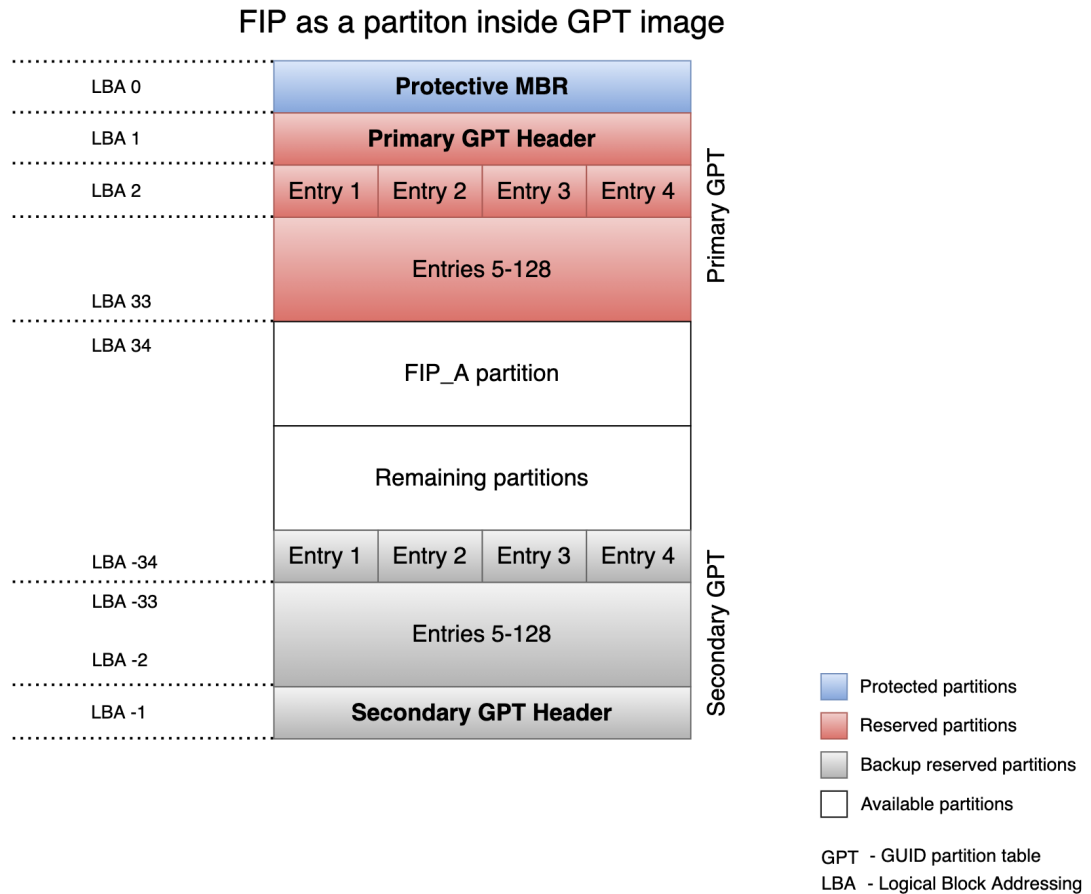 FIP as a partiton inside GPT image
LBA 0
Protective MBR
LBA 1
Primary GPT Header
LBA 2
Entry 1 Entry 2 Entry 3 Entry 4
Primary GPT
Entries 5-128
LBA 33
LBA 34
FIP_A partition
Remaining partitions
LBA -34
Entry 1 Entry 2 Entry 3 Entry 4
LBA -33
Entries 5-128
LBA -2
Secondary GPT
LBA -1
Secondary GPT Header
Protected partitions
Reserved partitions
Backup reserved partitions
Available partitions
GPT - GUID partition table
LBA - Logical Block Addressing